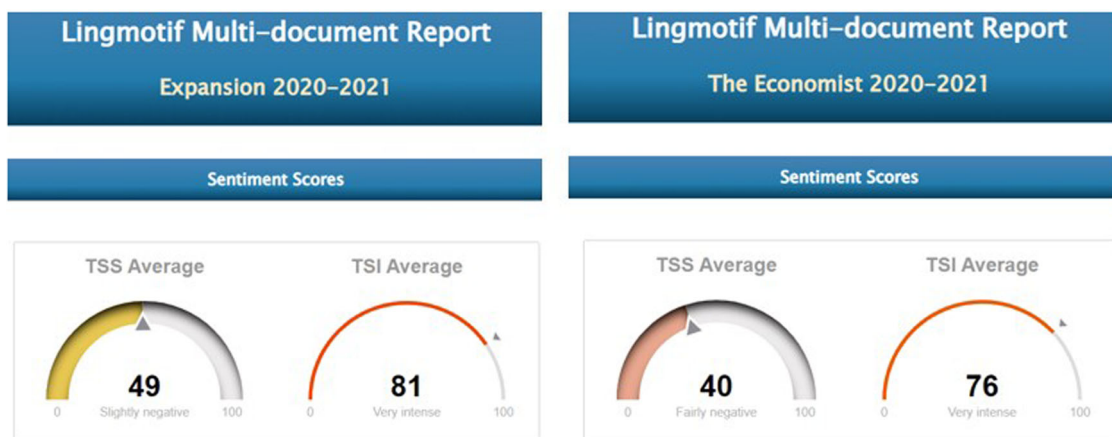 Lingmotif Multi-document Report
Expansion 2020-2021
Sentiment Scores
TSS Average
TSI Average
49
0
Slightly negative
100
81
0
Very intense
100
Lingmotif Multi-document Report
The Economist 2020-2021
Sentiment Scores
TSS Average
TSI Average
40
0
Fairly negative
100
76
0
Very intense
100